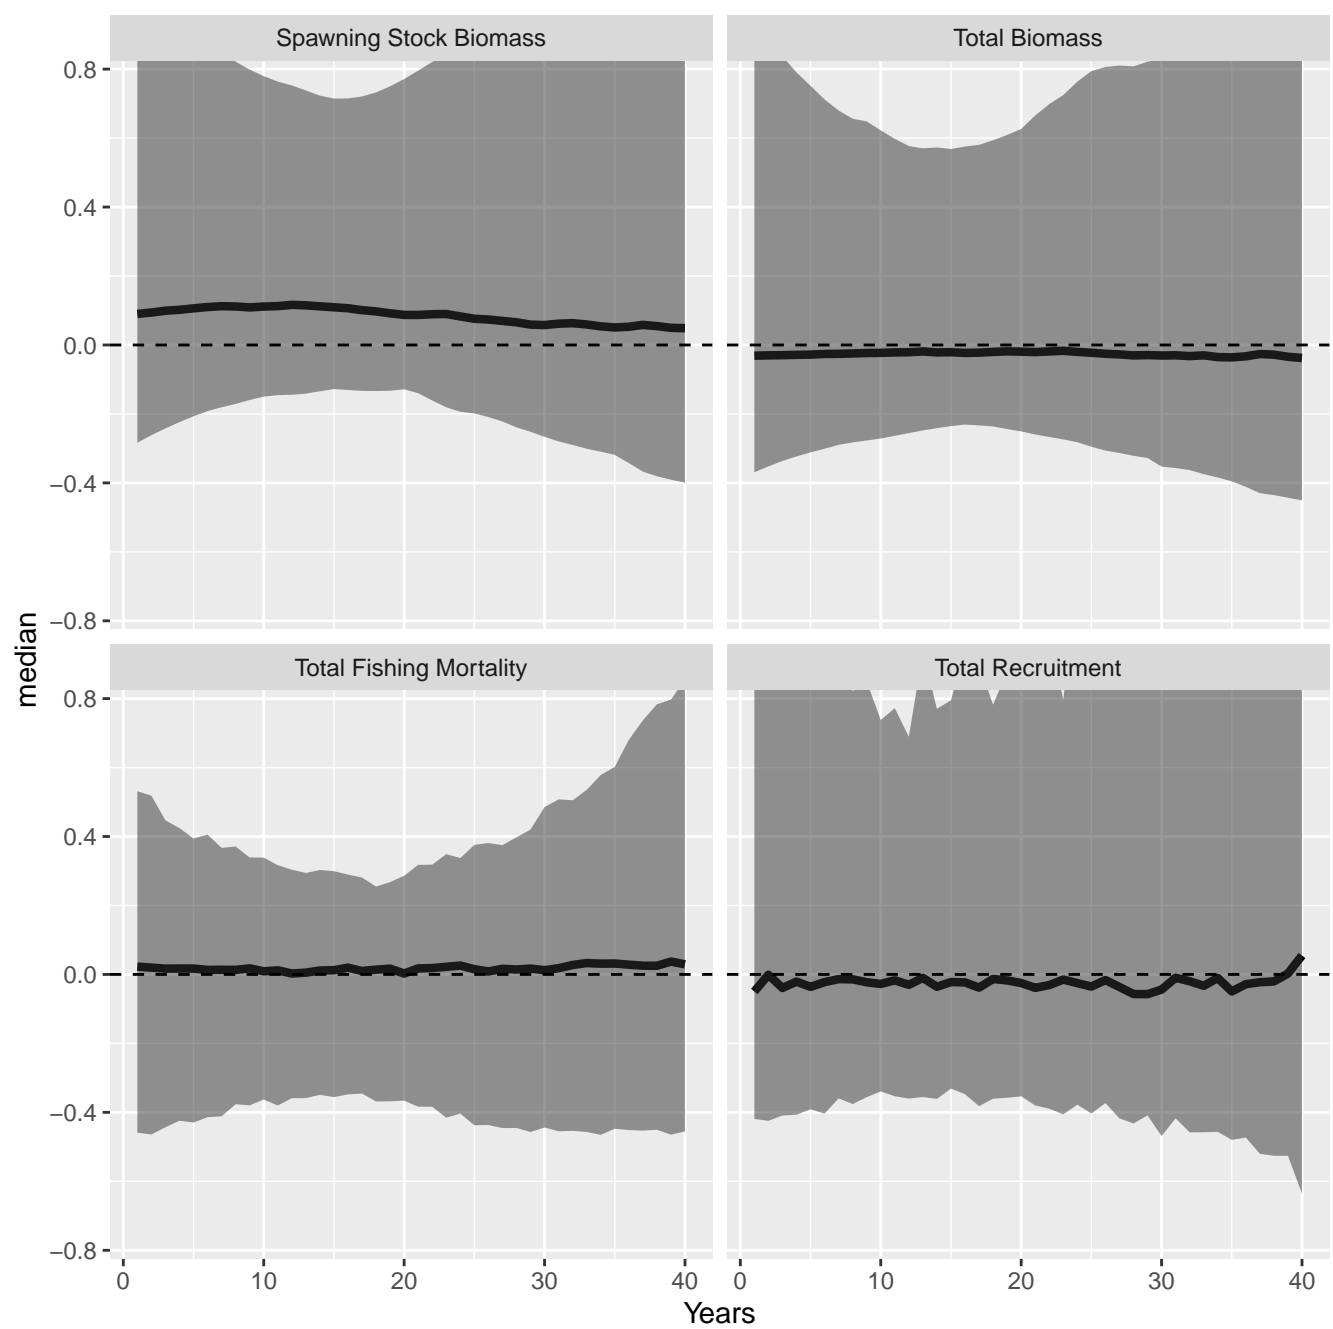 Spawning Stock Biomass
Total Biomass
0.8
0.4
0.0
−0.4
−0.8
Total Fishing Mortality
Total Recruitment
0.8
0.4
0.0
−0.4
−0.8
0 10 20 30 40
0 10 20 30 40
Years
median